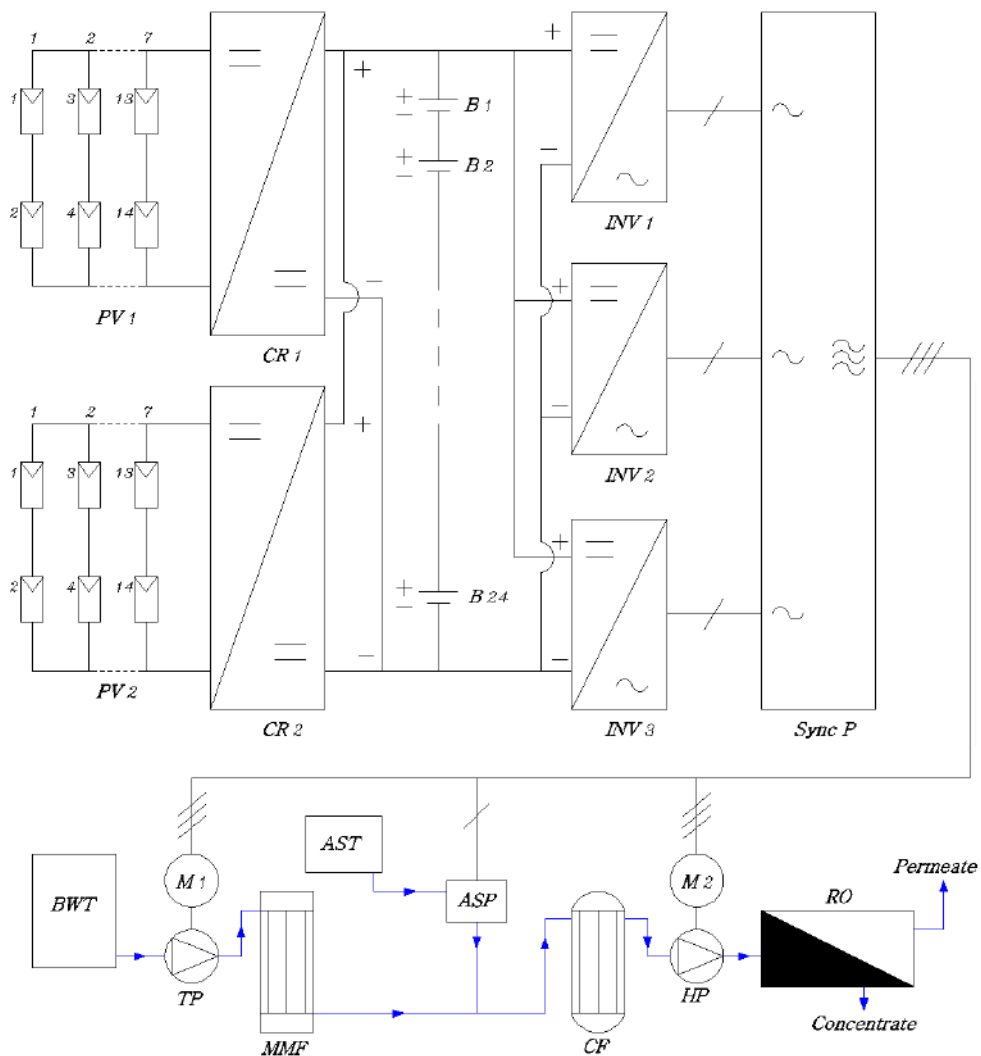 1 2 7
1 3 13
2 4 14
PV 1
CR 1
+
−
+
−
B 1
+
−
B 2
+
−
B 24
+
−
INV 1
+
−
INV 2
+
−
INV 3
Sync P
1 2 7
1 3 13
2 4 14
PV 2
CR 2
+
−
BWT
M 1
TP
MMF
AST
ASP
CF
M 2
HP
RO
Permeate
Concentrate